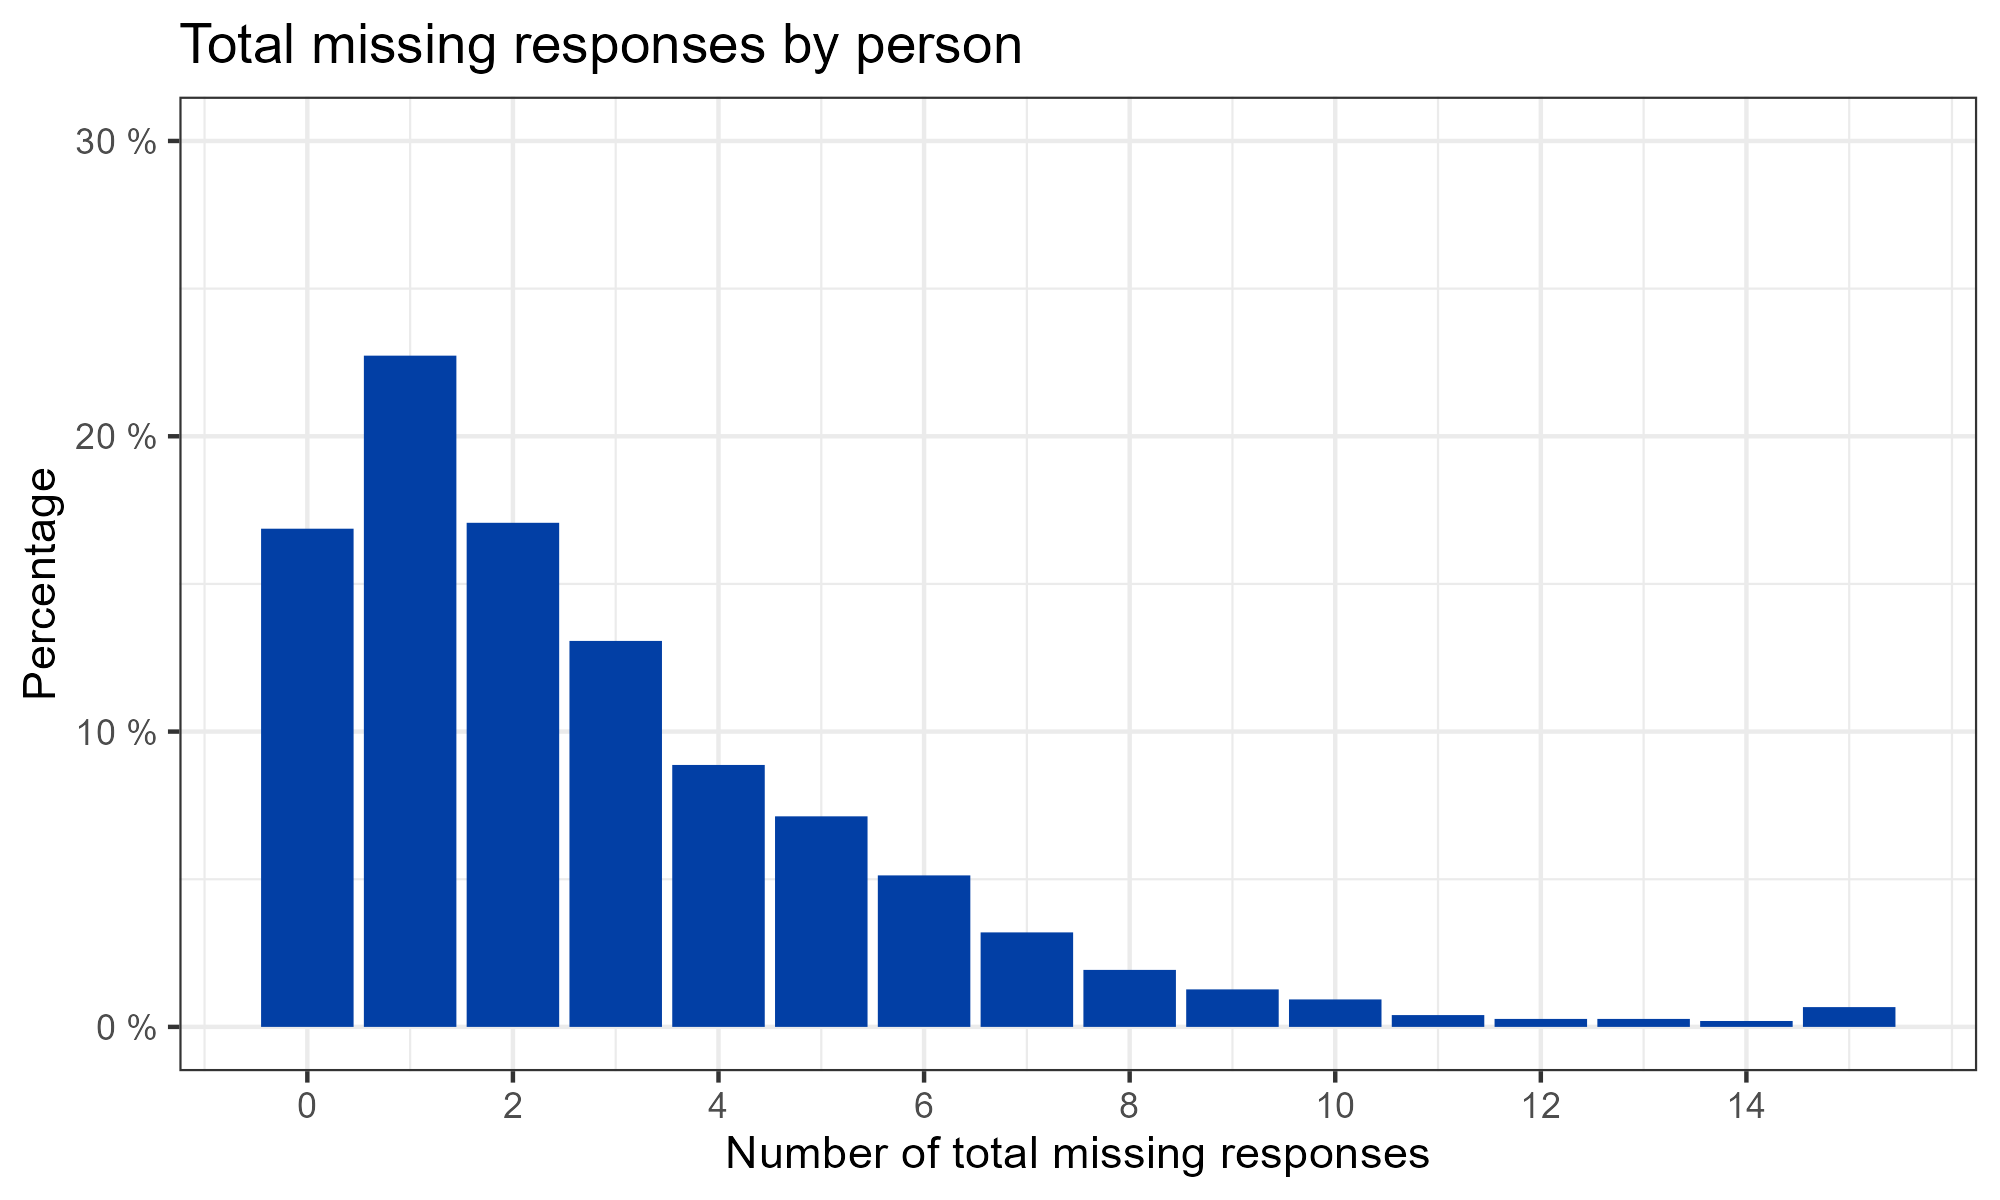 Total missing responses by person
30 %
20 %
10 %
0 %
Percentage
0 2 4 6 8 10 12 14
Number of total missing responses